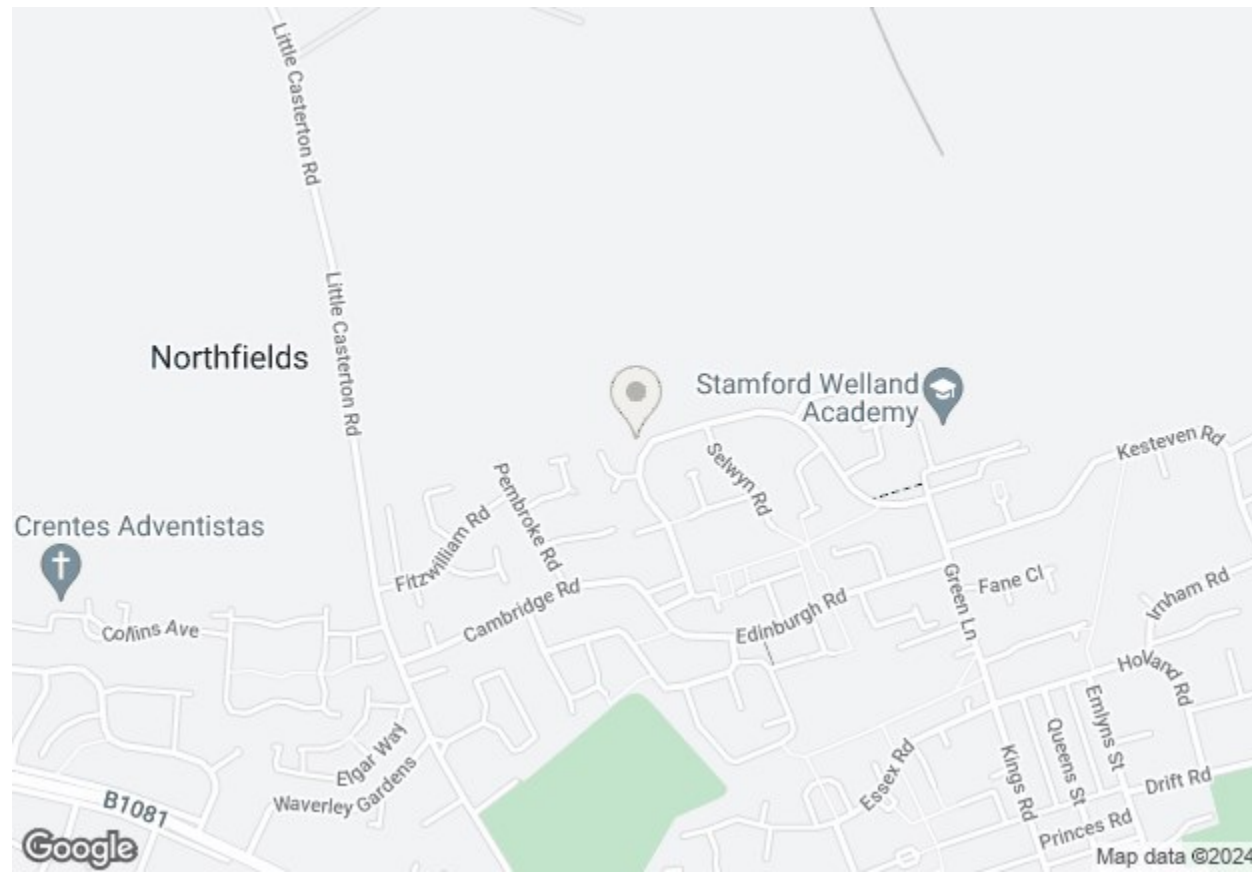 Little Casterton Rd
Little Casterton Rd
Northfields
Stamford Welland
Academy
Kesteven Rd
Selwyn Rd
Pembroke Rd
Crentes Adventistas
Fitzwilliam Rd
Fane Cl
Green Ln
Irnham Rd
Cambridge Rd
Edinburgh Rd
Collins Ave
Holland Rd
Emlyns St
Queens St
Elgar Way
Essex Rd
Kings Rd
Waverley Gardens
Drift Rd
B1081
Princes Rd
Google
Map data ©2024